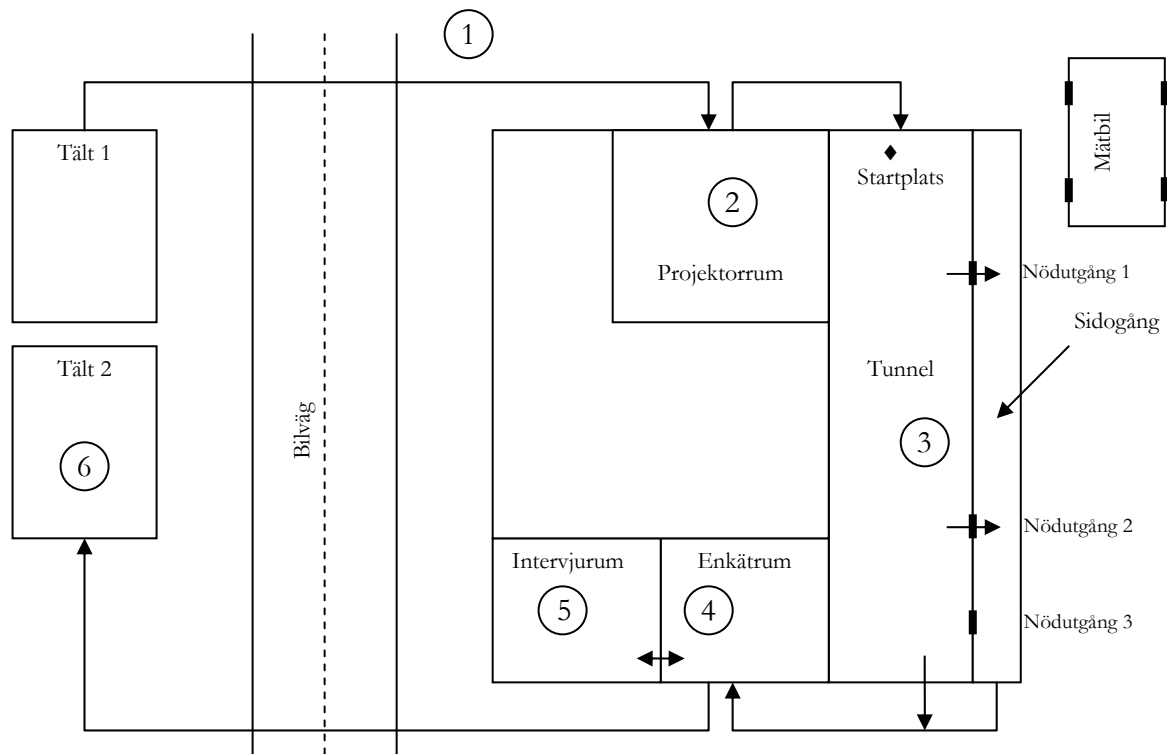 1
Tält 1
Startplats
Mätbil
2
Projektorrum
Nödutgång 1
Sidogång
Tält 2
Tunnel
Bilväg
3
6
Nödutgång 2
Intervjurum
Enkätrum
5
4
Nödutgång 3